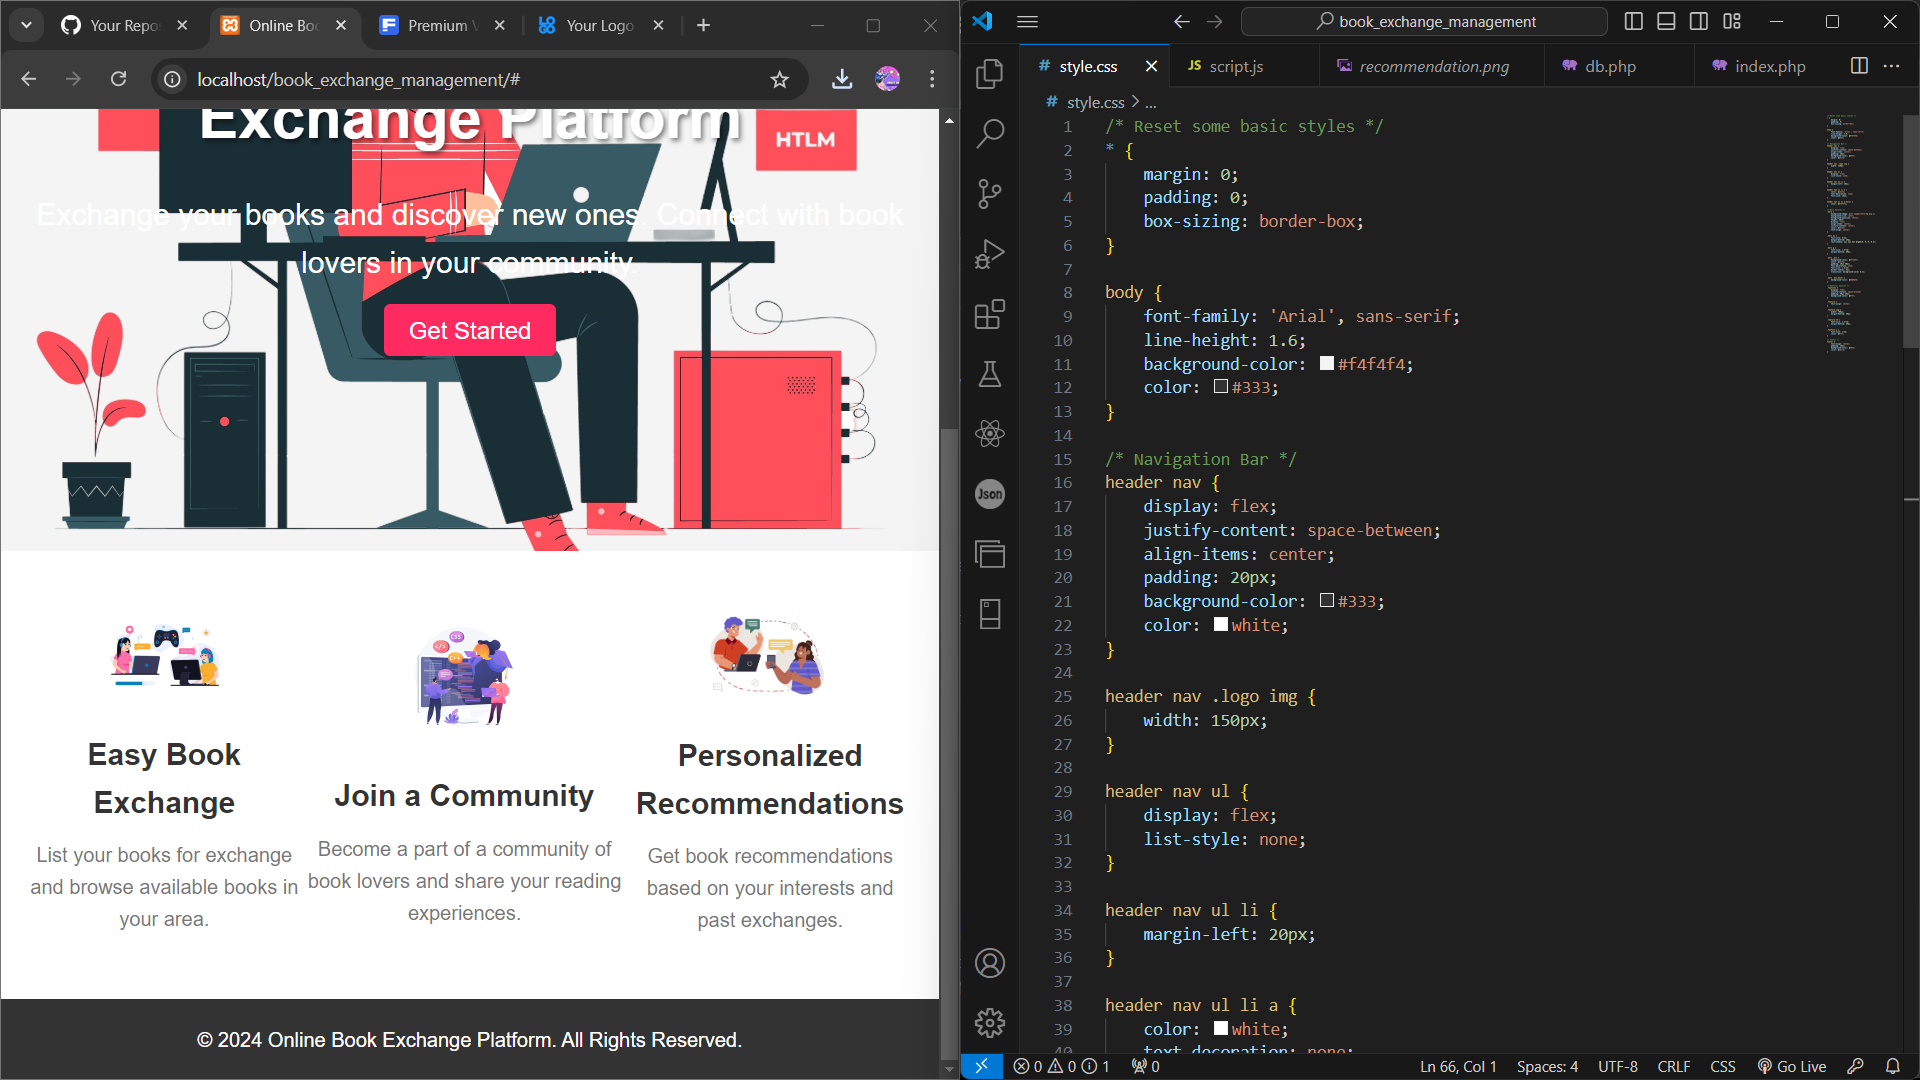 Your Repo
Online Boo
Premium V
Your Logo
localhost/book_exchange_management/#
Exchange Platform
HTLM
Exchange your books and discover new ones. Connect with book
lovers in your community.
Get Started
Easy Book
Exchange
List your books for exchange
and browse available books in
your area.
Join a Community
Become a part of a community of
book lovers and share your reading
experiences.
Personalized
Recommendations
Get book recommendations
based on your interests and
past exchanges.
© 2024 Online Book Exchange Platform. All Rights Reserved.
book_exchange_management
# style.css
JS script.js
recommendation.png
db.php
index.php
# style.css > ...
Json
1 /* Reset some basic styles */
2 * {
3 margin: 0;
4 padding: 0;
5 box-sizing: border-box;
6 }
7
8 body {
9 font-family: 'Arial', sans-serif;
10 line-height: 1.6;
11 background-color: #f4f4f4;
12 color: #333;
13 }
14
15 /* Navigation Bar */
16 header nav {
17 display: flex;
18 justify-content: space-between;
19 align-items: center;
20 padding: 20px;
21 background-color: #333;
22 color: white;
23 }
24
25 header nav .logo img {
26 width: 150px;
27 }
28
29 header nav ul {
30 display: flex;
31 list-style: none;
32 }
33
34 header nav ul li {
35 margin-left: 20px;
36 }
37
38 header nav ul li a {
39 color: white;
40 text-decoration: none;
0 0 1 0
Ln 66, Col 1 Spaces: 4 UTF-8 CRLF CSS Go Live